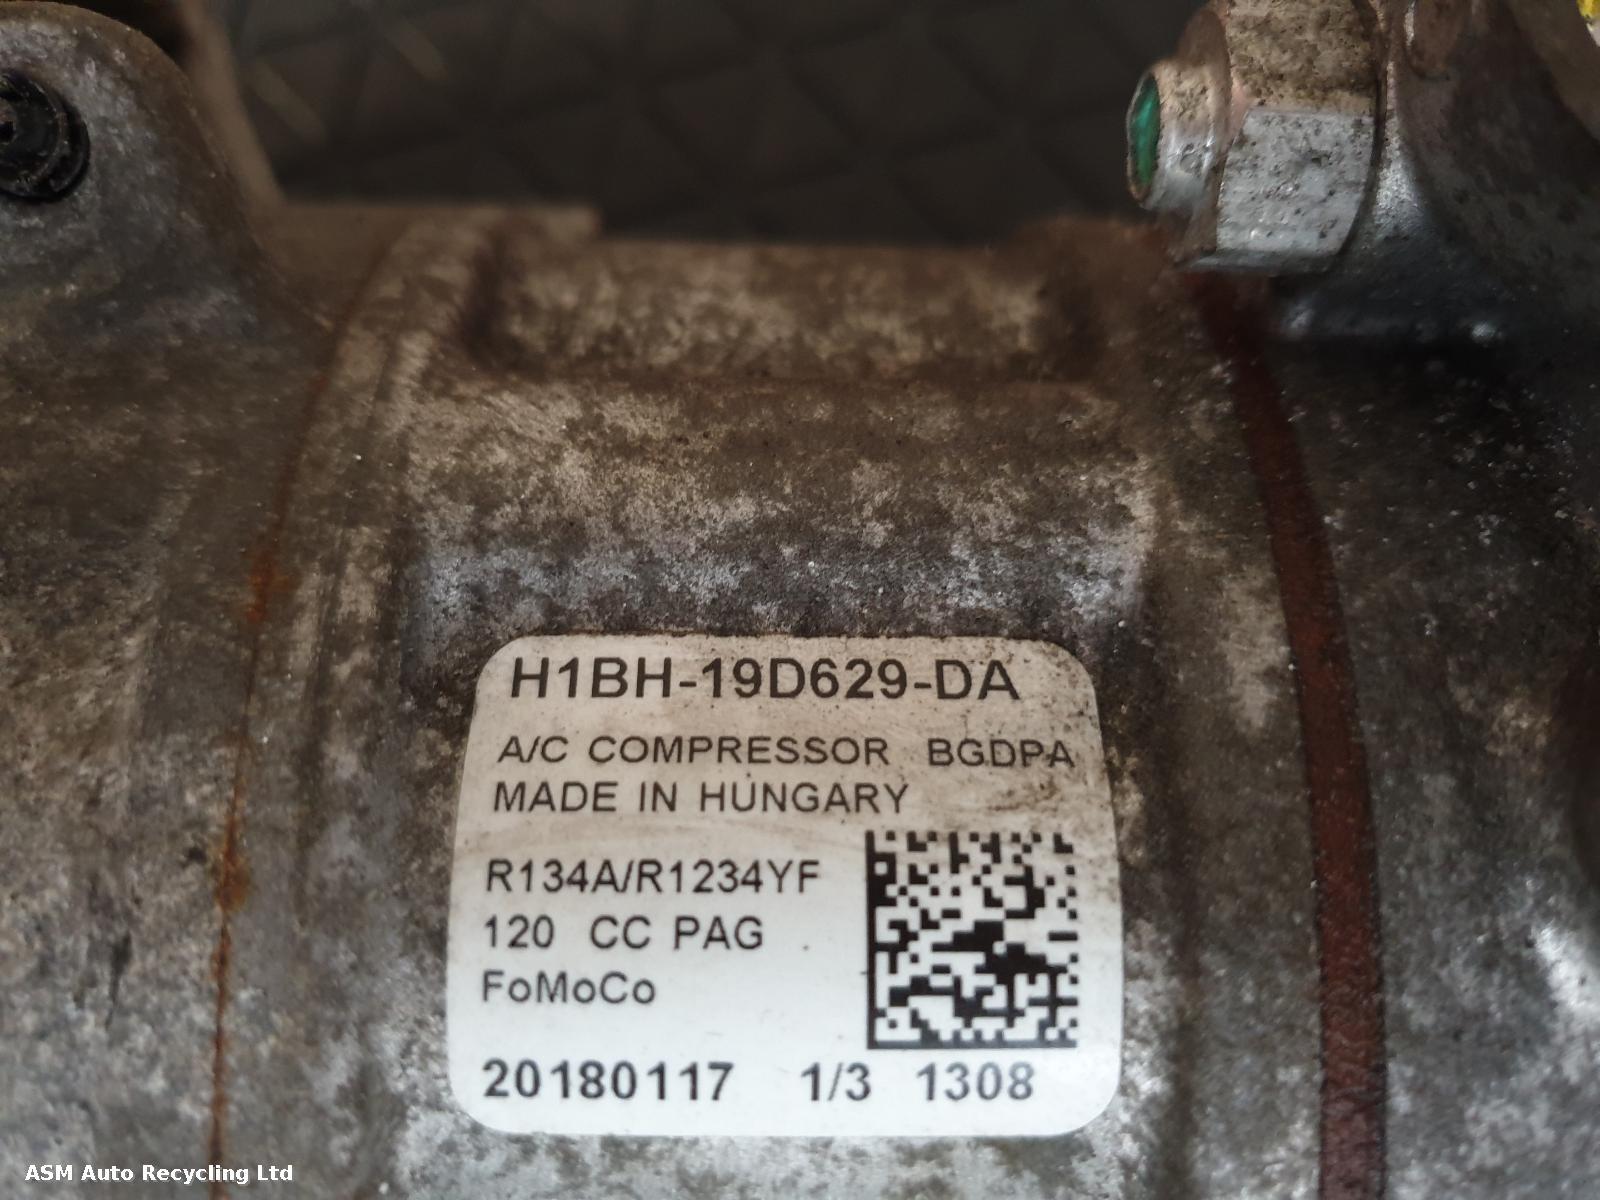 H1BH-19D629-DA
A/C COMPRESSOR BGDPA
MADE IN HUNGARY
R134A/R1234YF
120 CC PAG
FoMoCo
20180117 1/3 1308
ASM Auto Recycling Ltd